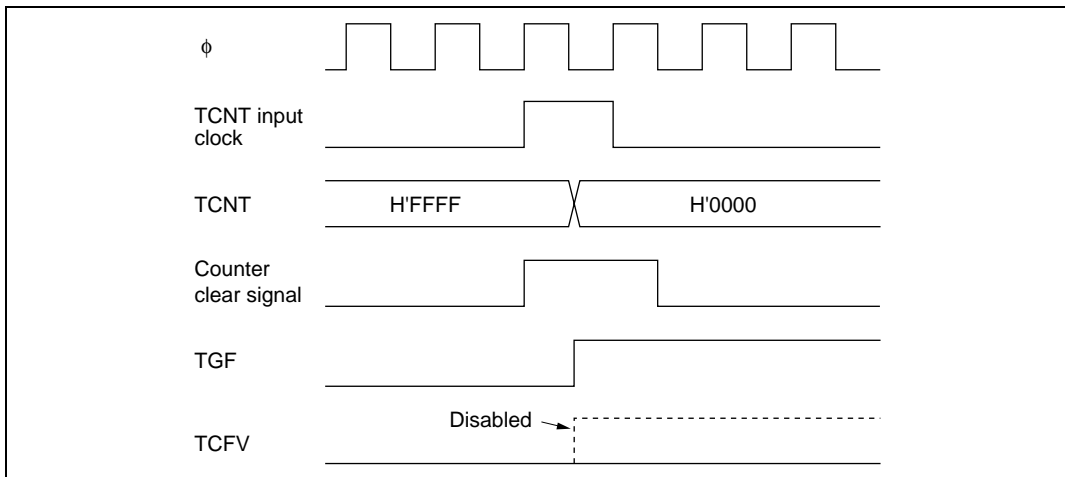 ϕ
TCNT input
clock
TCNT
H'FFFF
H'0000
Counter
clear signal
TGF
Disabled
TCFV